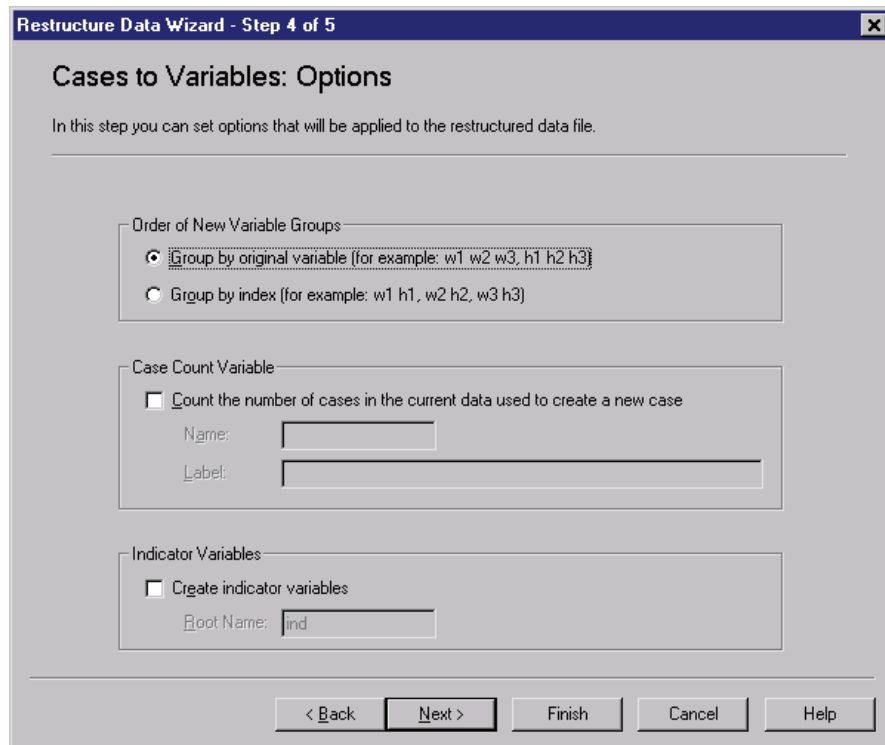 Restructure Data Wizard - Step 4 of 5
Cases to Variables: Options
In this step you can set options that will be applied to the restructured data file.
Order of New Variable Groups
Group by original variable (for example: w1 w2 w3, h1 h2 h3)
Group by index (for example: w1 h1, w2 h2, w3 h3)
Case Count Variable
Count the number of cases in the current data used to create a new case
Name:
Label:
Indicator Variables
Create indicator variables
Root Name: ind
< Back Next > Finish Cancel Help